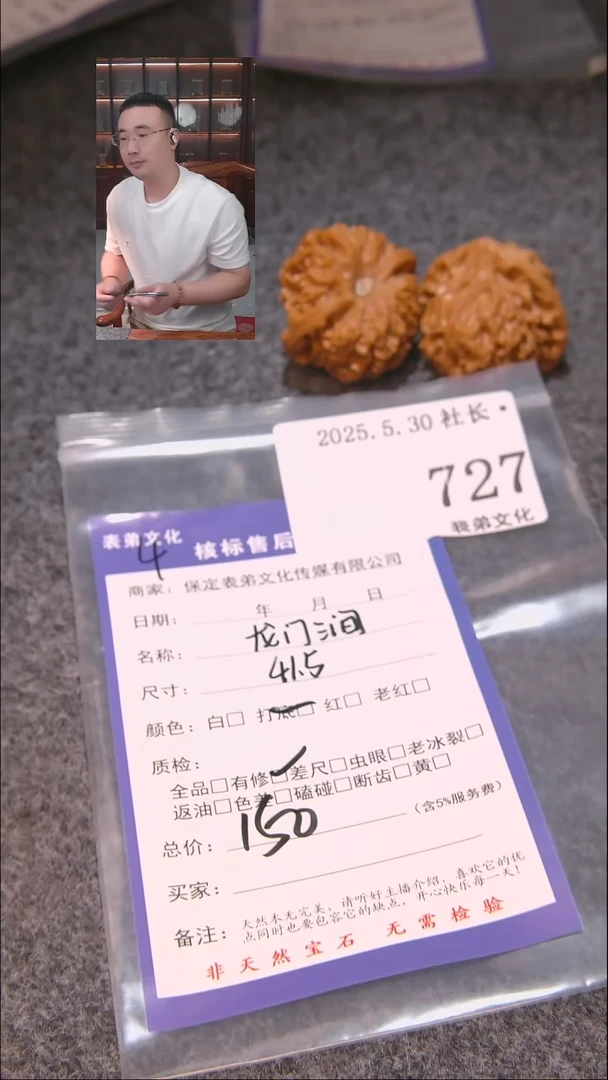 2025.5.30 社长·
727
表弟文化
表弟文化
4
核标售后
商家：保定表弟文化传媒有限公司
日期： 年 月 日
名称： 龙门涧
尺寸： 41.5
颜色：白□ 打底□ 红□ 老红□
质检：
全品□有修□差尺□虫眼□老冰裂□
返油□色差□磕碰□断齿□黄□
总价： 150 （含5%服务费）
买家：
备注：天然本无完美，请听好主播介绍，喜欢它的优
点同时也要包容它的缺点，开心快乐每一天！
非天然宝石 无需检验